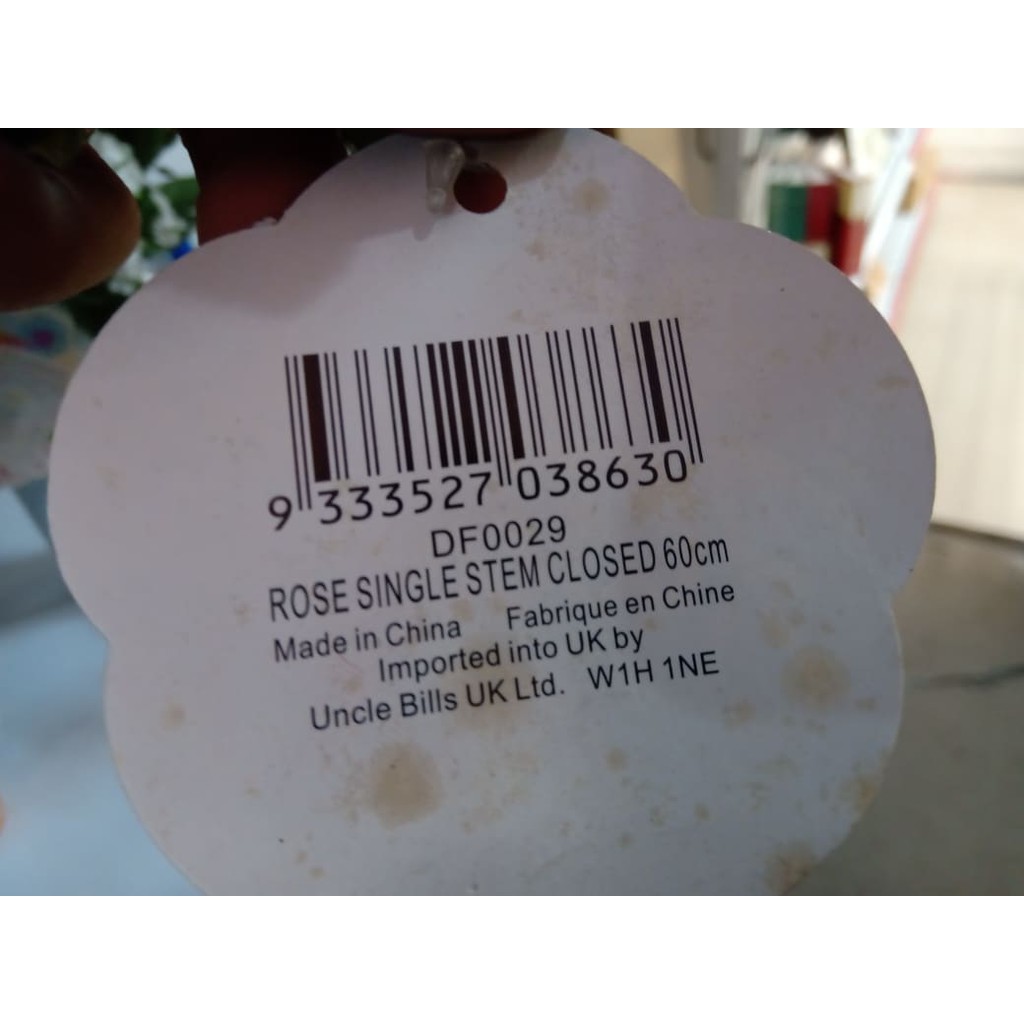 9 333527 038630
DF0029
ROSE SINGLE STEM CLOSED 60cm
Made in China Fabrique en Chine
Imported into UK by
Uncle Bills UK Ltd. W1H 1NE